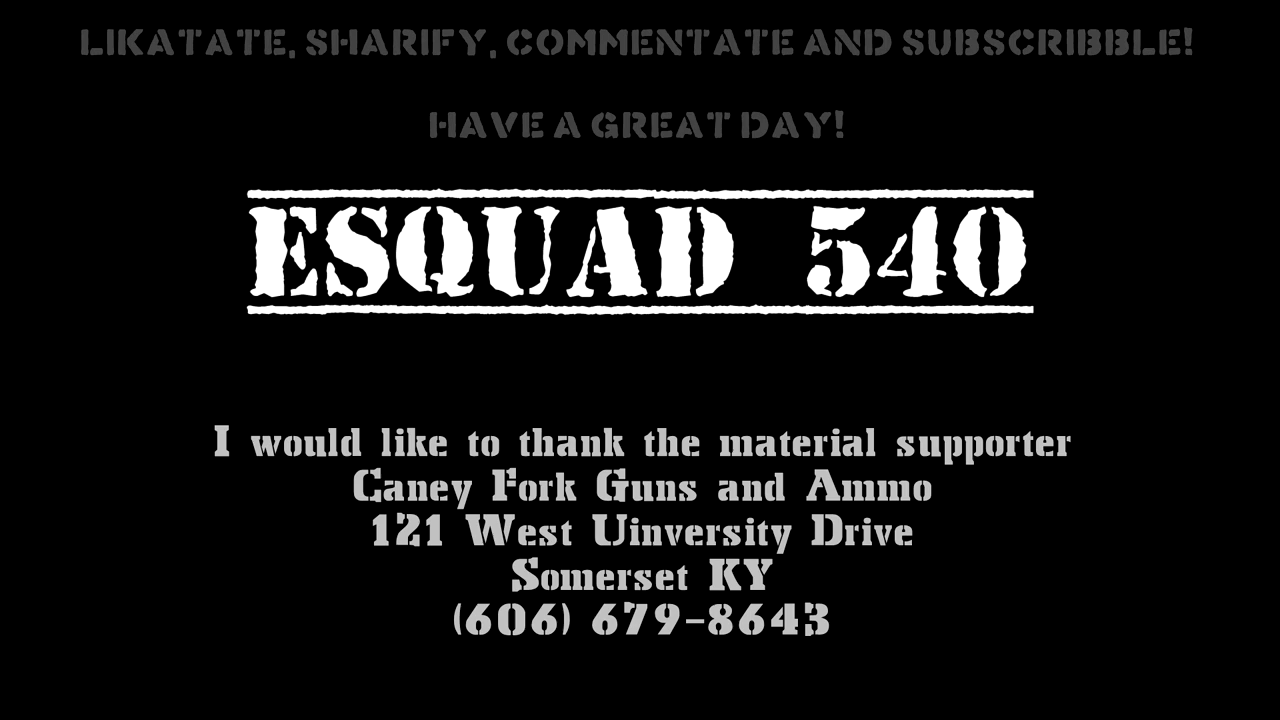 LIKATATE, SHARIFY, COMMENTATE AND SUBSCRIBBLE!
HAVE A GREAT DAY!
ESQUAD 540
I would like to thank the material supporter
Caney Fork Guns and Ammo
121 West Uinversity Drive
Somerset KY
(606) 679-8643